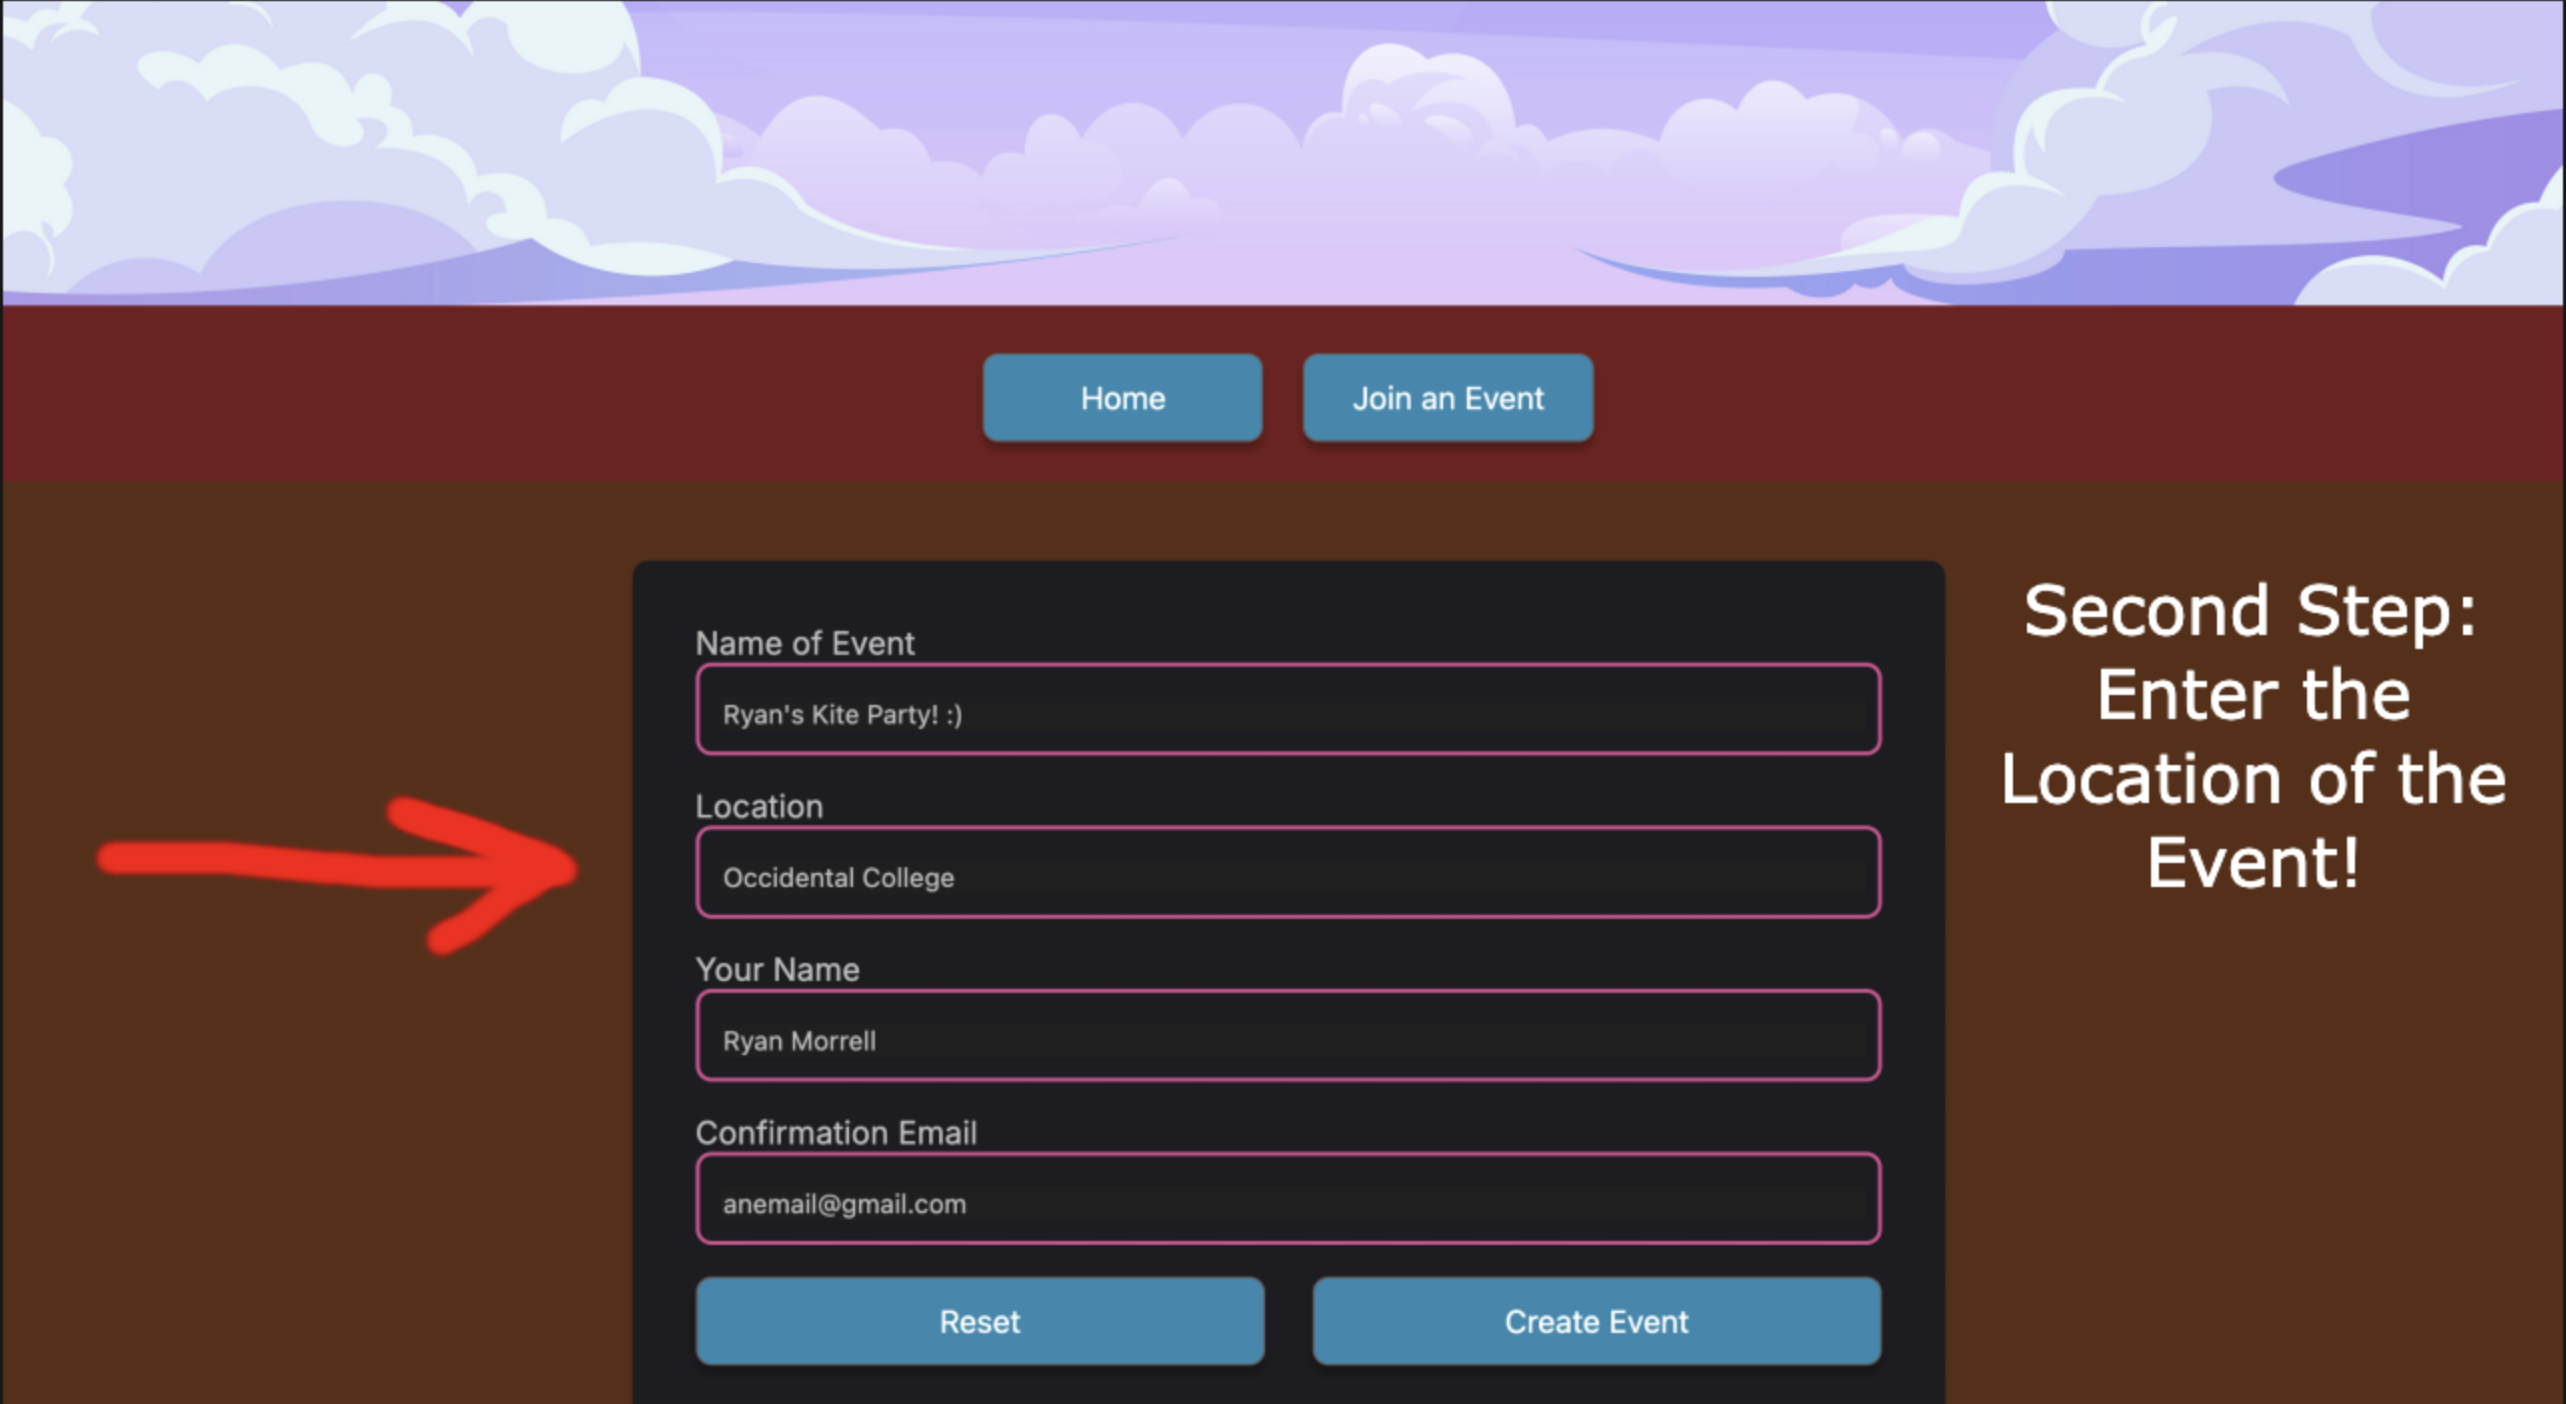 Home
Join an Event
Second Step:
Enter the
Location of the
Event!
Name of Event
Ryan's Kite Party! :)
Location
Occidental College
Your Name
Ryan Morrell
Confirmation Email
anemail@gmail.com
Reset
Create Event